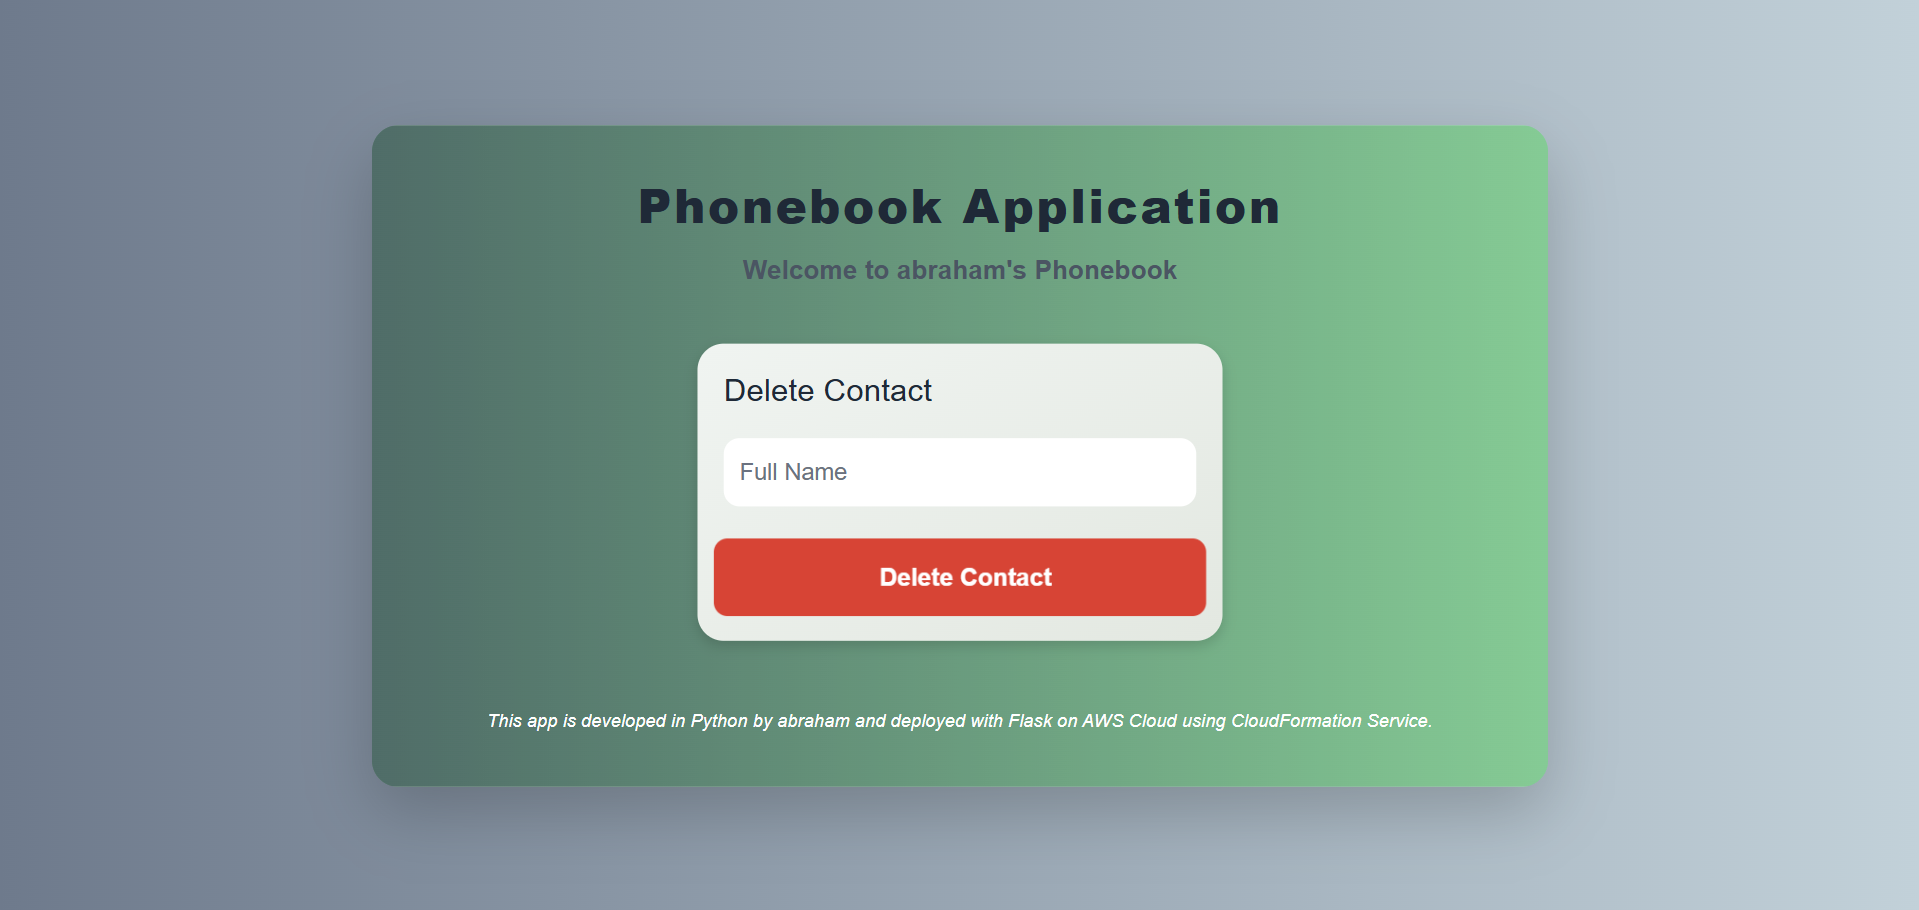 Phonebook Application
Welcome to abraham's Phonebook
Delete Contact
Full Name
Delete Contact
This app is developed in Python by abraham and deployed with Flask on AWS Cloud using CloudFormation Service.